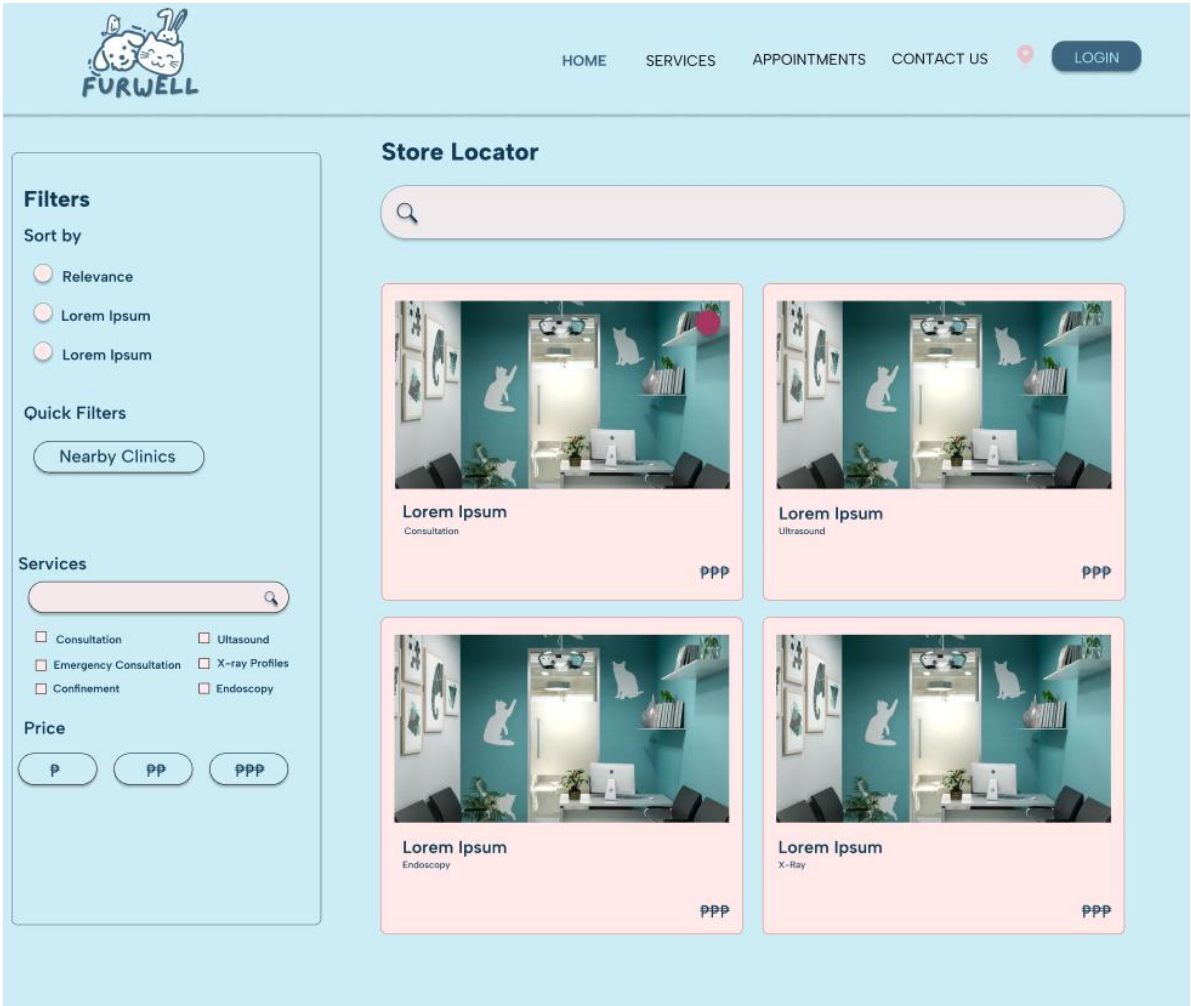 FURWELL
HOME SERVICES APPOINTMENTS CONTACT US LOGIN
Filters
Sort by
Relevance
Lorem Ipsum
Lorem Ipsum
Quick Filters
Nearby Clinics
Services
Consultation Ultasound
Emergency Consultation X-ray Profiles
Confinement Endoscopy
Price
₱ ₱₱ ₱₱₱
Store Locator
Lorem Ipsum
Consultation
₱₱₱
Lorem Ipsum
Ultrasound
₱₱₱
Lorem Ipsum
Endoscopy
₱₱₱
Lorem Ipsum
X-Ray
₱₱₱